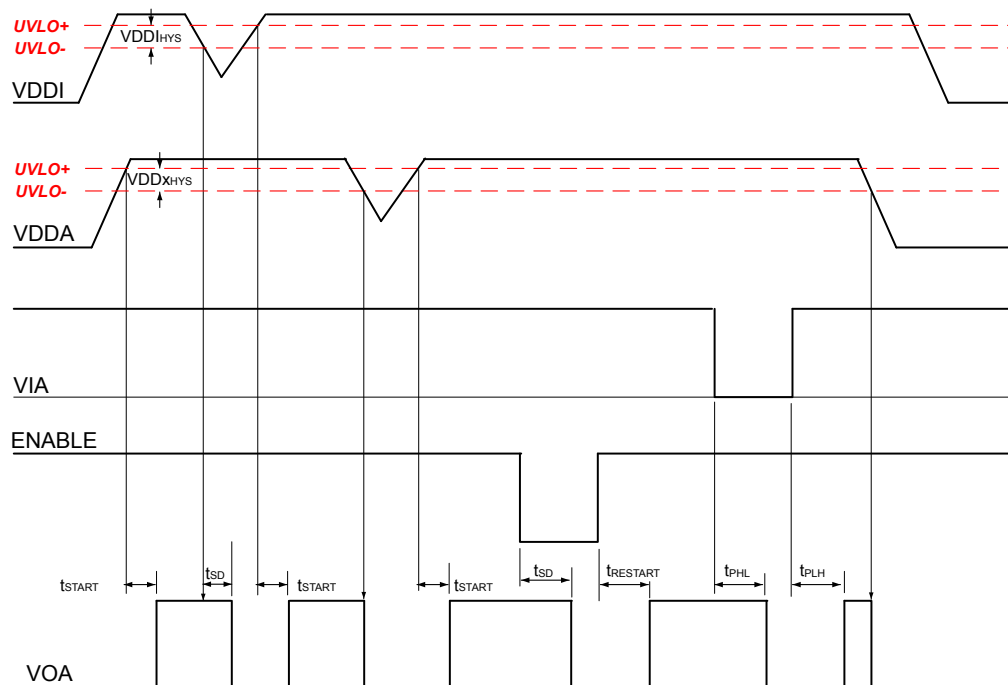 UVLO+
VDDIHYS
UVLO-
VDDI
UVLO+
VDDxHYS
UVLO-
VDDA
VIA
ENABLE
tSTART
tSD
tSTART
tSTART
tSD
tRESTART
tPHL
tPLH
VOA